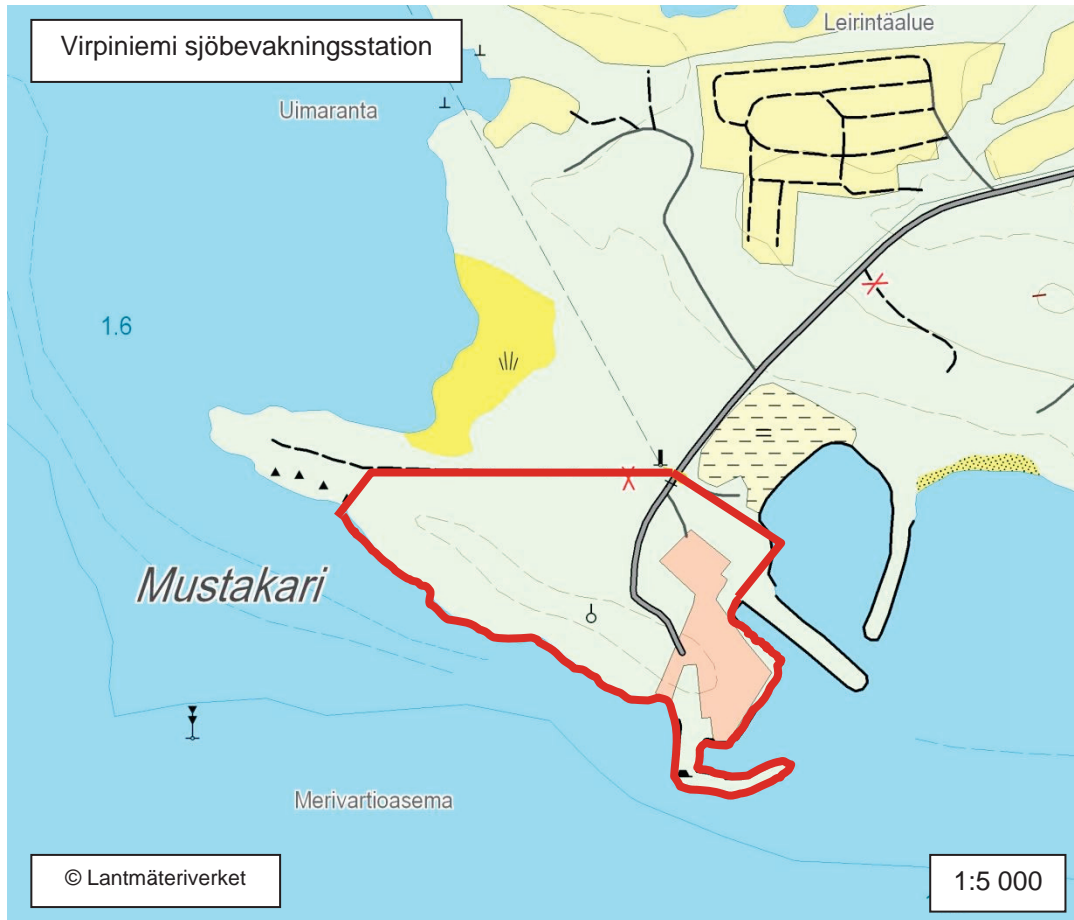 Virpiniemi sjöbevakningsstation
Leirintäalue
Uimaranta
1.6
Mustakari
Merivartioasema
© Lantmäteriverket
1:5 000